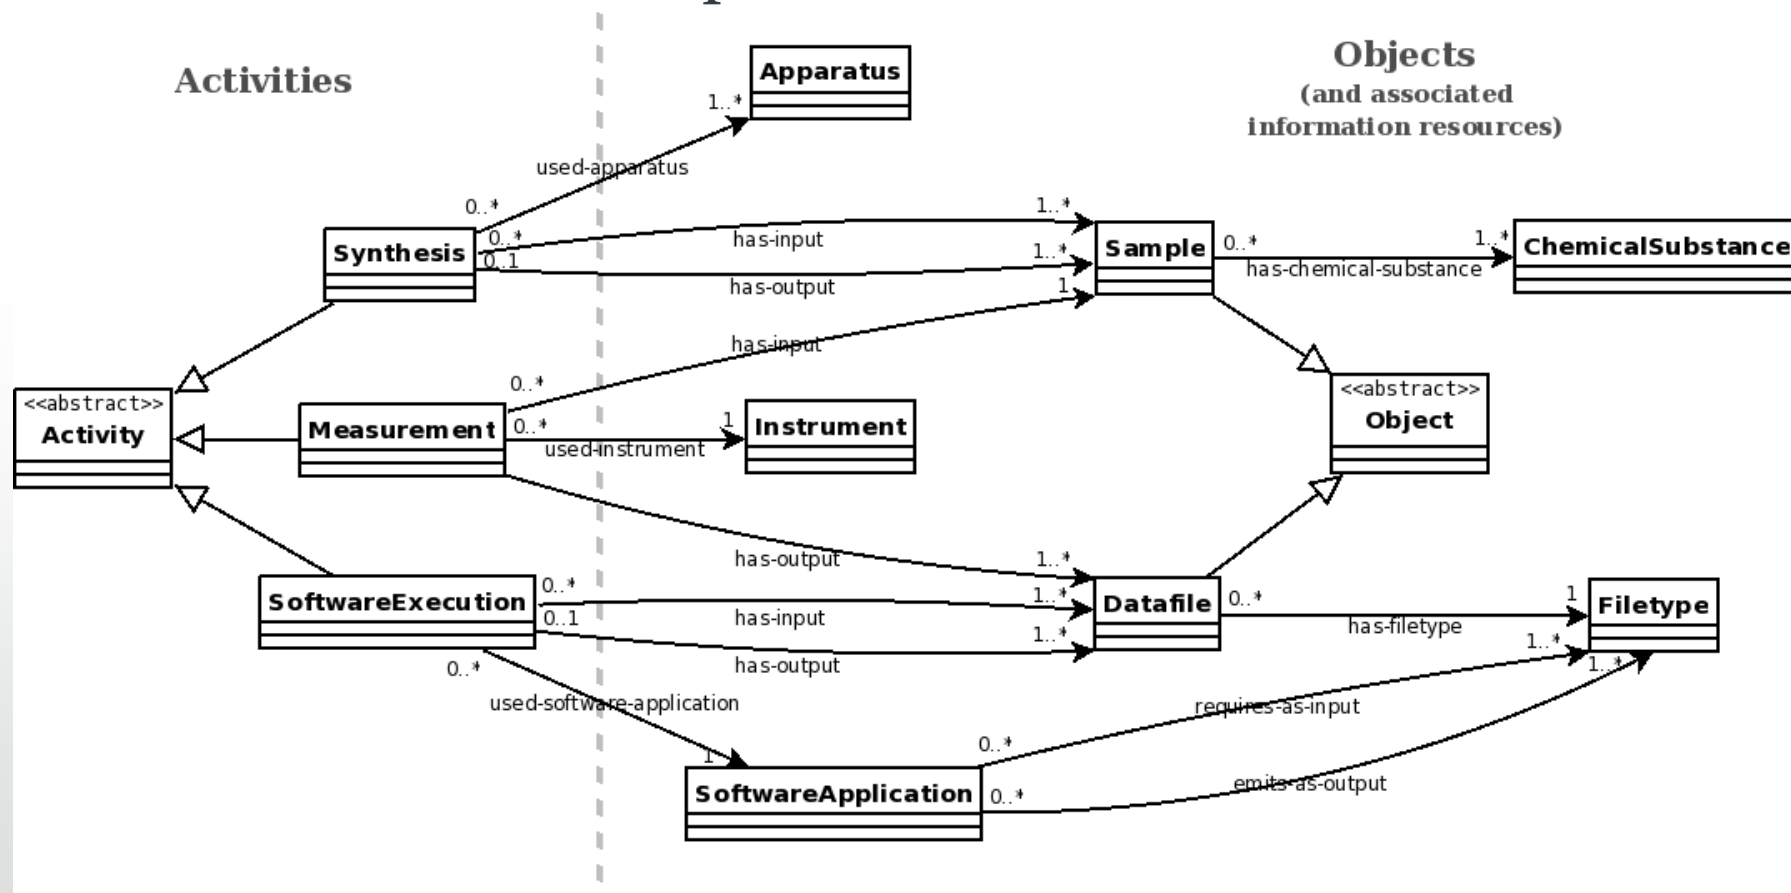 Activities
Objects
(and associated
information resources)
Apparatus
1..*
used-apparatus
0..*
Synthesis
0..*
has-input
1..*
0..1
has-output
1..*
Sample
0..*
has-chemical-substance
1..*
ChemicalSubstance
has-input
1
0..*
<<abstract>>
Activity
Measurement
0..*
used-instrument
1
Instrument
<<abstract>>
Object
has-output
1..*
SoftwareExecution
0..*
has-input
1..*
0..1
has-output
1..*
Datafile
0..*
has-filetype
1
Filetype
0..*
used-software-application
1
SoftwareApplication
0..*
requires-as-input
1..*
0..*
emits-as-output
1..*